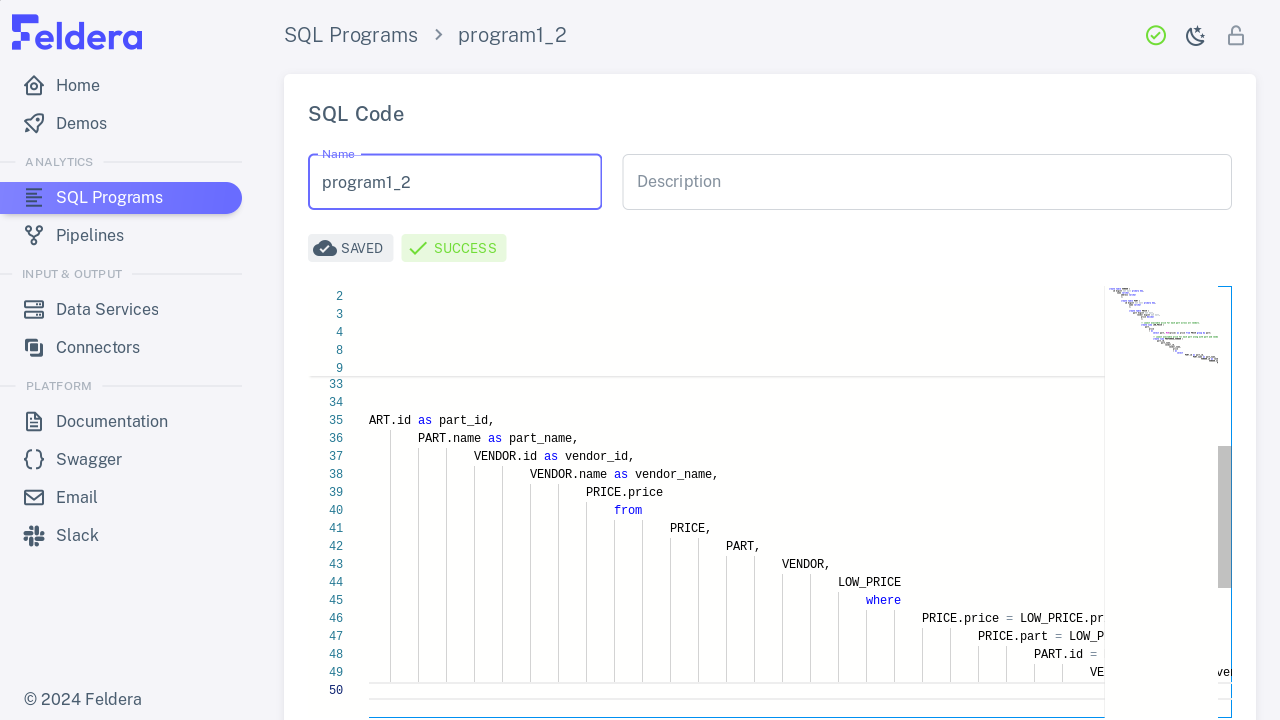 Feldera
SQL Programs > program1_2
Home
Demos
ANALYTICS
SQL Programs
Pipelines
INPUT & OUTPUT
Data Services
Connectors
PLATFORM
Documentation
Swagger
Email
Slack
© 2024 Feldera
SQL Code
Name
program1_2
Description
SAVED
SUCCESS
2
3
4
8
9
33
34
35 ART.id as part_id,
36 PART.name as part_name,
37 VENDOR.id as vendor_id,
38 VENDOR.name as vendor_name,
39 PRICE.price
40 from
41 PRICE,
42 PART,
43 VENDOR,
44 LOW_PRICE
45 where
46 PRICE.price = LOW_PRICE.pr
47 PRICE.part = LOW_P
48 PART.id =
49 VE ver
50